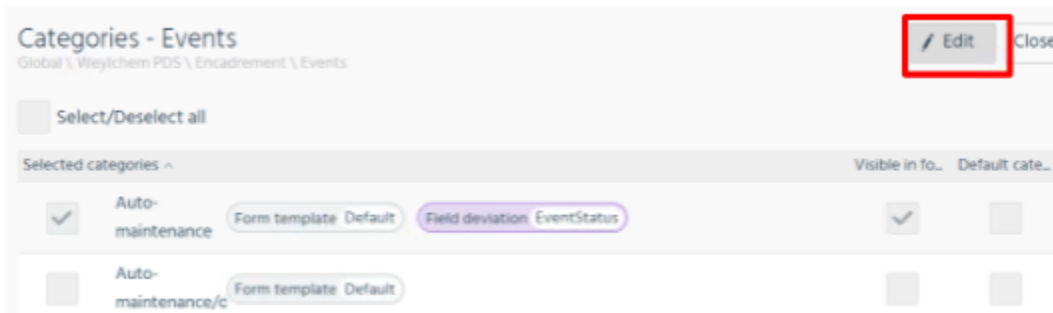 Categories - Events
Edit
Close
Global \ Weylchem PDS \ Encadrement \ Events
Select/Deselect all
Selected categories
Visible in fo...
Default cate...
Auto-
maintenance
Form template Default
Field deviation EventStatus
Auto-
maintenance/c
Form template Default